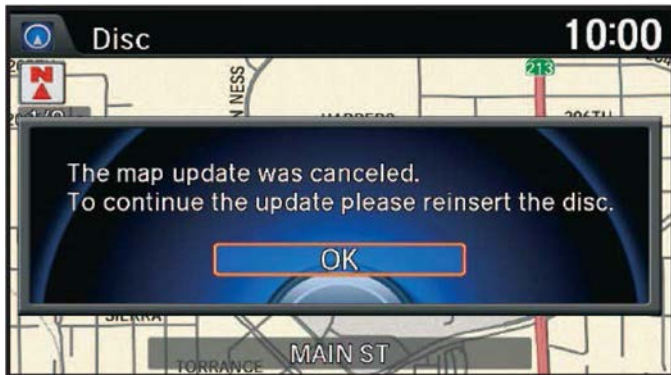 Disc
10:00
N
NESS
213
The map update was canceled.
To continue the update please reinsert the disc.
OK
SIERRA
MAIN ST
TORRANCE